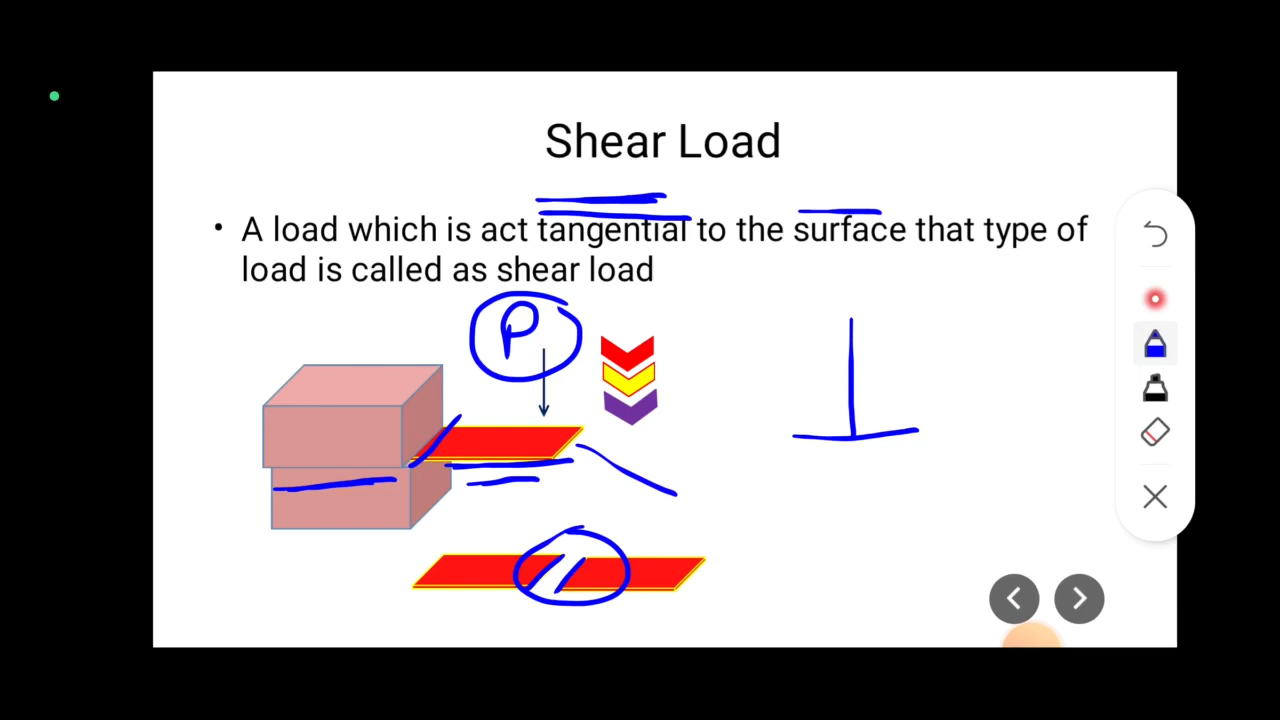 Shear Load
• A load which is act tangential to the surface that type of
load is called as shear load
P